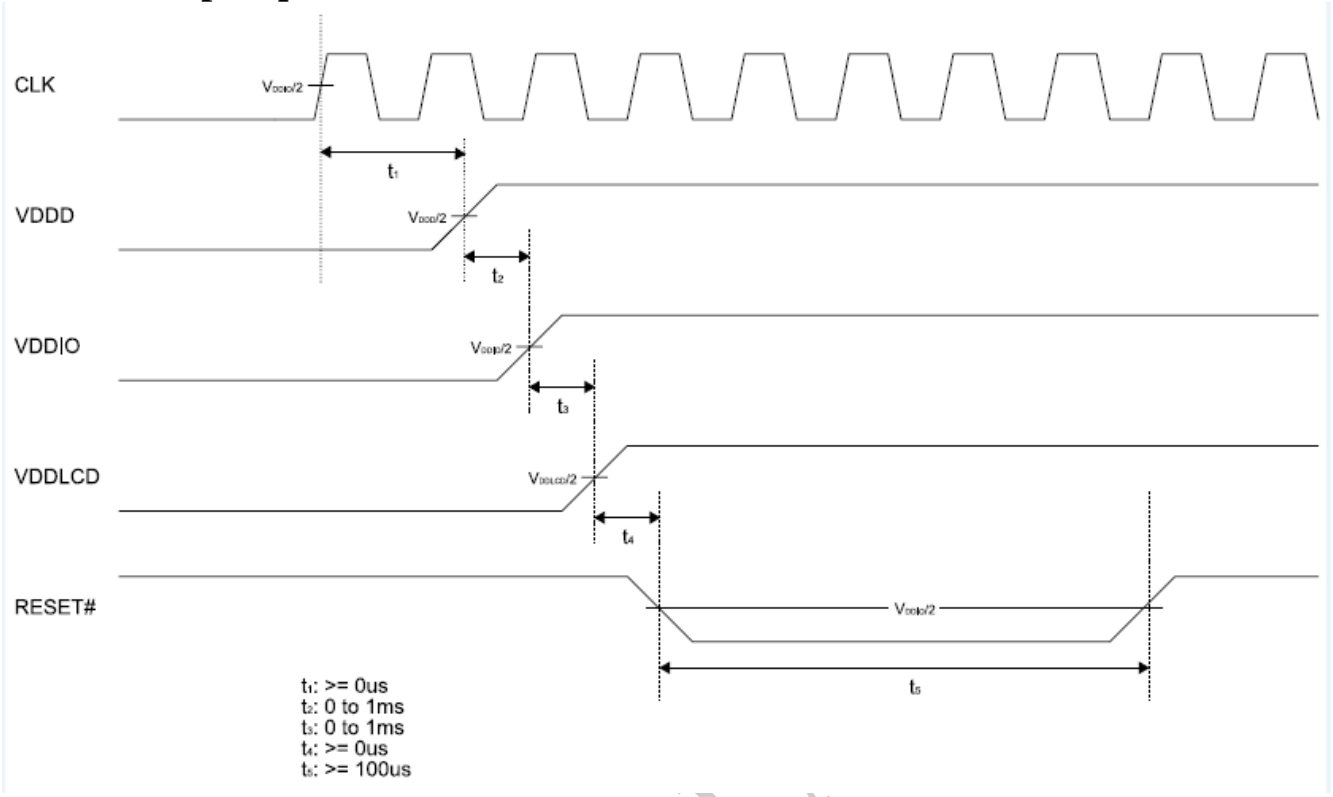 CLK
VDDIO/2
t1
VDDD
VDDD/2
t2
VDDIO
VDDIO/2
t3
VDDLCD
VDDLCD/2
t4
RESET#
VDDIO/2
t5
t1: >= 0us
t2: 0 to 1ms
t3: 0 to 1ms
t4: >= 0us
t5: >= 100us